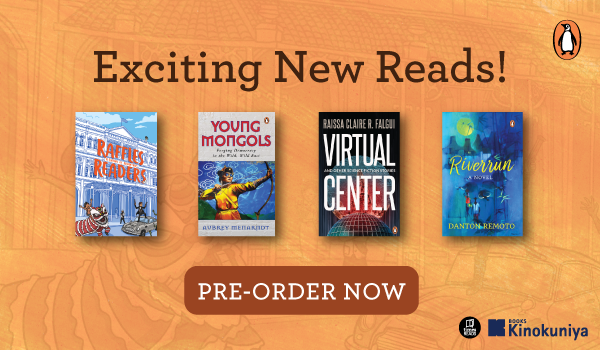 Exciting New Reads!
RAFFLES
READERS
YOUNG
MONGOLS
Forging Democracy
in the Wild, Wild East
AUBREY MENARNDT
RAISSA CLAIRE R. FALGUI
VIRTUAL
AND OTHER SCIENCE FICTION STORIES
CENTER
Riverrun
A NOVEL
DANTON REMOTO
PRE-ORDER NOW
BOOKS
Kinokuniya